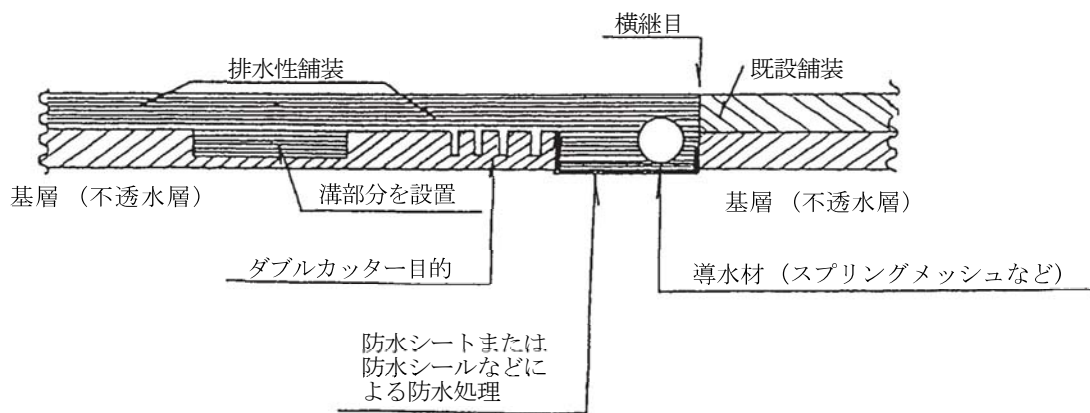 横継目
排水性舗装
既設舗装
基層（不透水層）
溝部分を設置
基層（不透水層）
ダブルカッター目的
導水材（スプリングメッシュなど）
防水シートまたは
防水シールなどに
よる防水処理